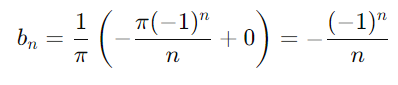 $b_n = \frac{1}{\pi}\left(-\frac{\pi(-1)^n}{n} + 0\right) = -\frac{(-1)^n}{n}$